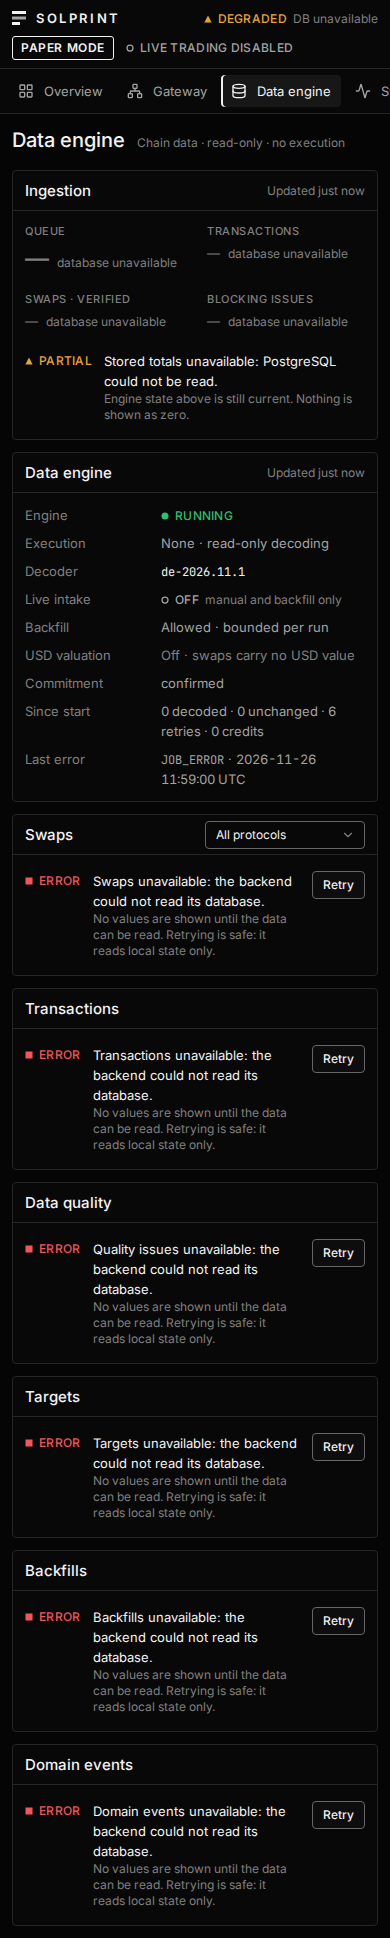 SOLPRINT
▲ DEGRADED DB unavailable
PAPER MODE
LIVE TRADING DISABLED
Overview
Gateway
Data engine
S
Data engine Chain data · read-only · no execution
Ingestion
Updated just now
QUEUE
— database unavailable
TRANSACTIONS
— database unavailable
SWAPS · VERIFIED
— database unavailable
BLOCKING ISSUES
— database unavailable
▲ PARTIAL
Stored totals unavailable: PostgreSQL
could not be read.
Engine state above is still current. Nothing is
shown as zero.
Data engine
Updated just now
Engine
RUNNING
Execution
None · read-only decoding
Decoder
de-2026.11.1
Live intake
OFF manual and backfill only
Backfill
Allowed · bounded per run
USD valuation
Off · swaps carry no USD value
Commitment
confirmed
Since start
0 decoded · 0 unchanged · 6
retries · 0 credits
Last error
JOB_ERROR · 2026-11-26
11:59:00 UTC
Swaps
All protocols
ERROR
Swaps unavailable: the backend
could not read its database.
No values are shown until the data
can be read. Retrying is safe: it
reads local state only.
Retry
Transactions
ERROR
Transactions unavailable: the
backend could not read its
database.
No values are shown until the data
can be read. Retrying is safe: it
reads local state only.
Retry
Data quality
ERROR
Quality issues unavailable: the
backend could not read its
database.
No values are shown until the data
can be read. Retrying is safe: it
reads local state only.
Retry
Targets
ERROR
Targets unavailable: the backend
could not read its database.
No values are shown until the data
can be read. Retrying is safe: it
reads local state only.
Retry
Backfills
ERROR
Backfills unavailable: the
backend could not read its
database.
No values are shown until the data
can be read. Retrying is safe: it
reads local state only.
Retry
Domain events
ERROR
Domain events unavailable: the
backend could not read its
database.
No values are shown until the data
can be read. Retrying is safe: it
reads local state only.
Retry